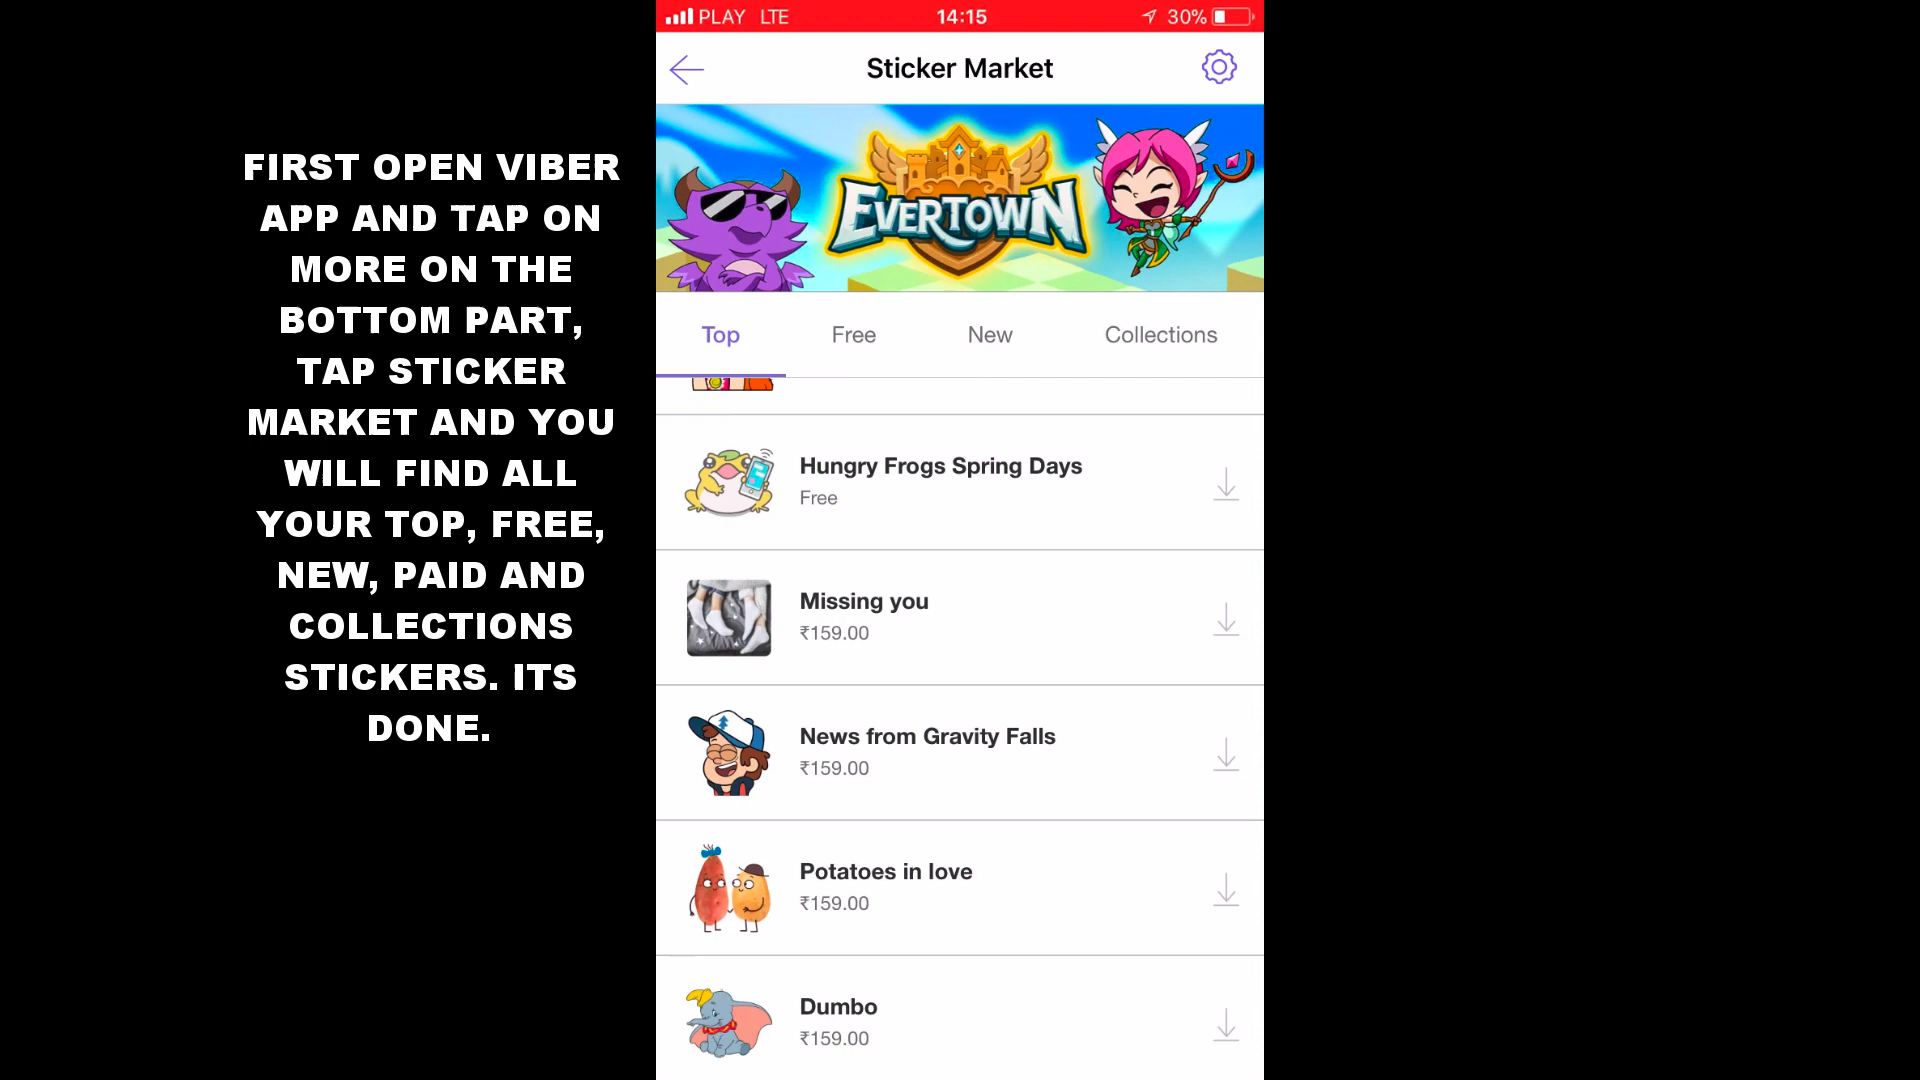 FIRST OPEN VIBER
APP AND TAP ON
MORE ON THE
BOTTOM PART,
TAP STICKER
MARKET AND YOU
WILL FIND ALL
YOUR TOP, FREE,
NEW, PAID AND
COLLECTIONS
STICKERS. ITS
DONE.
PLAY LTE 14:15 30%
Sticker Market
EVERTOWN
Top Free New Collections
Hungry Frogs Spring Days
Free
Missing you
₹159.00
News from Gravity Falls
₹159.00
Potatoes in love
₹159.00
Dumbo
₹159.00